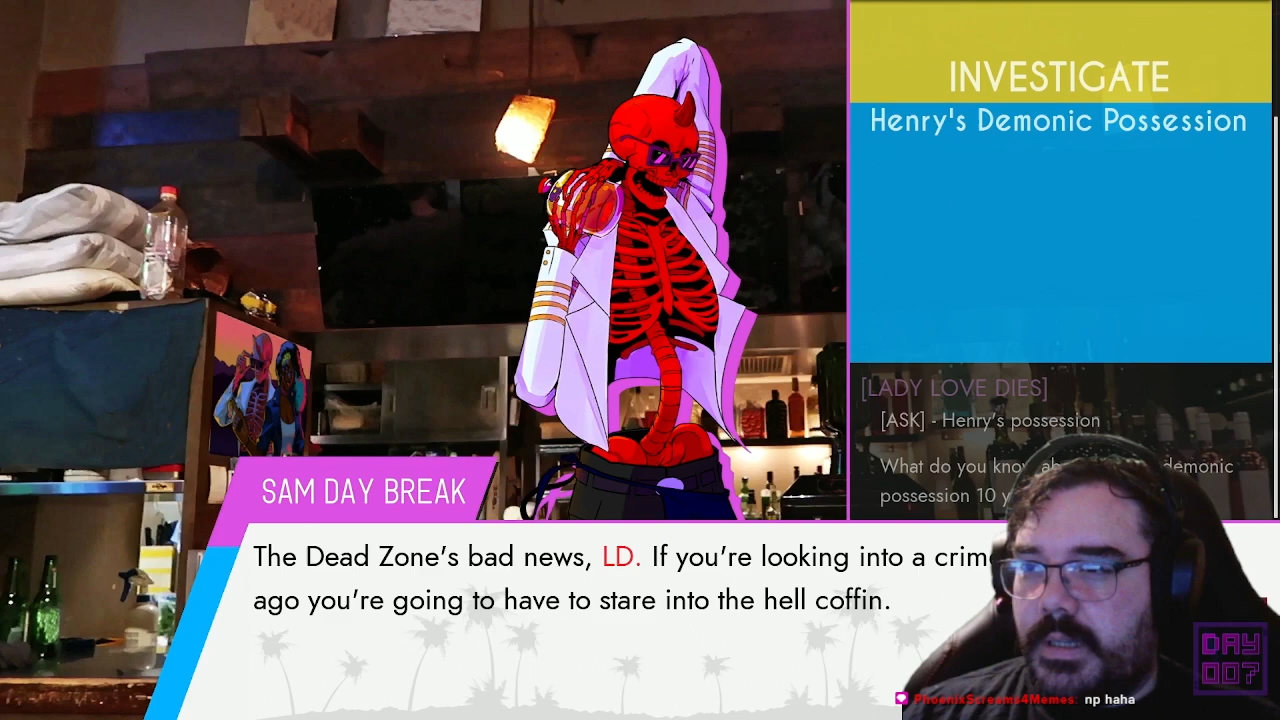 INVESTIGATE
Henry's Demonic Possession
[LADY LOVE DIES]
[ASK] - Henry's possession
What do you know demonic
possession 10
SAM DAY BREAK
The Dead Zone's bad news, LD. If you're looking into a
ago you're going to have to stare into the hell coffin.
DAY
007
PhoenixScreams4Memes: np haha